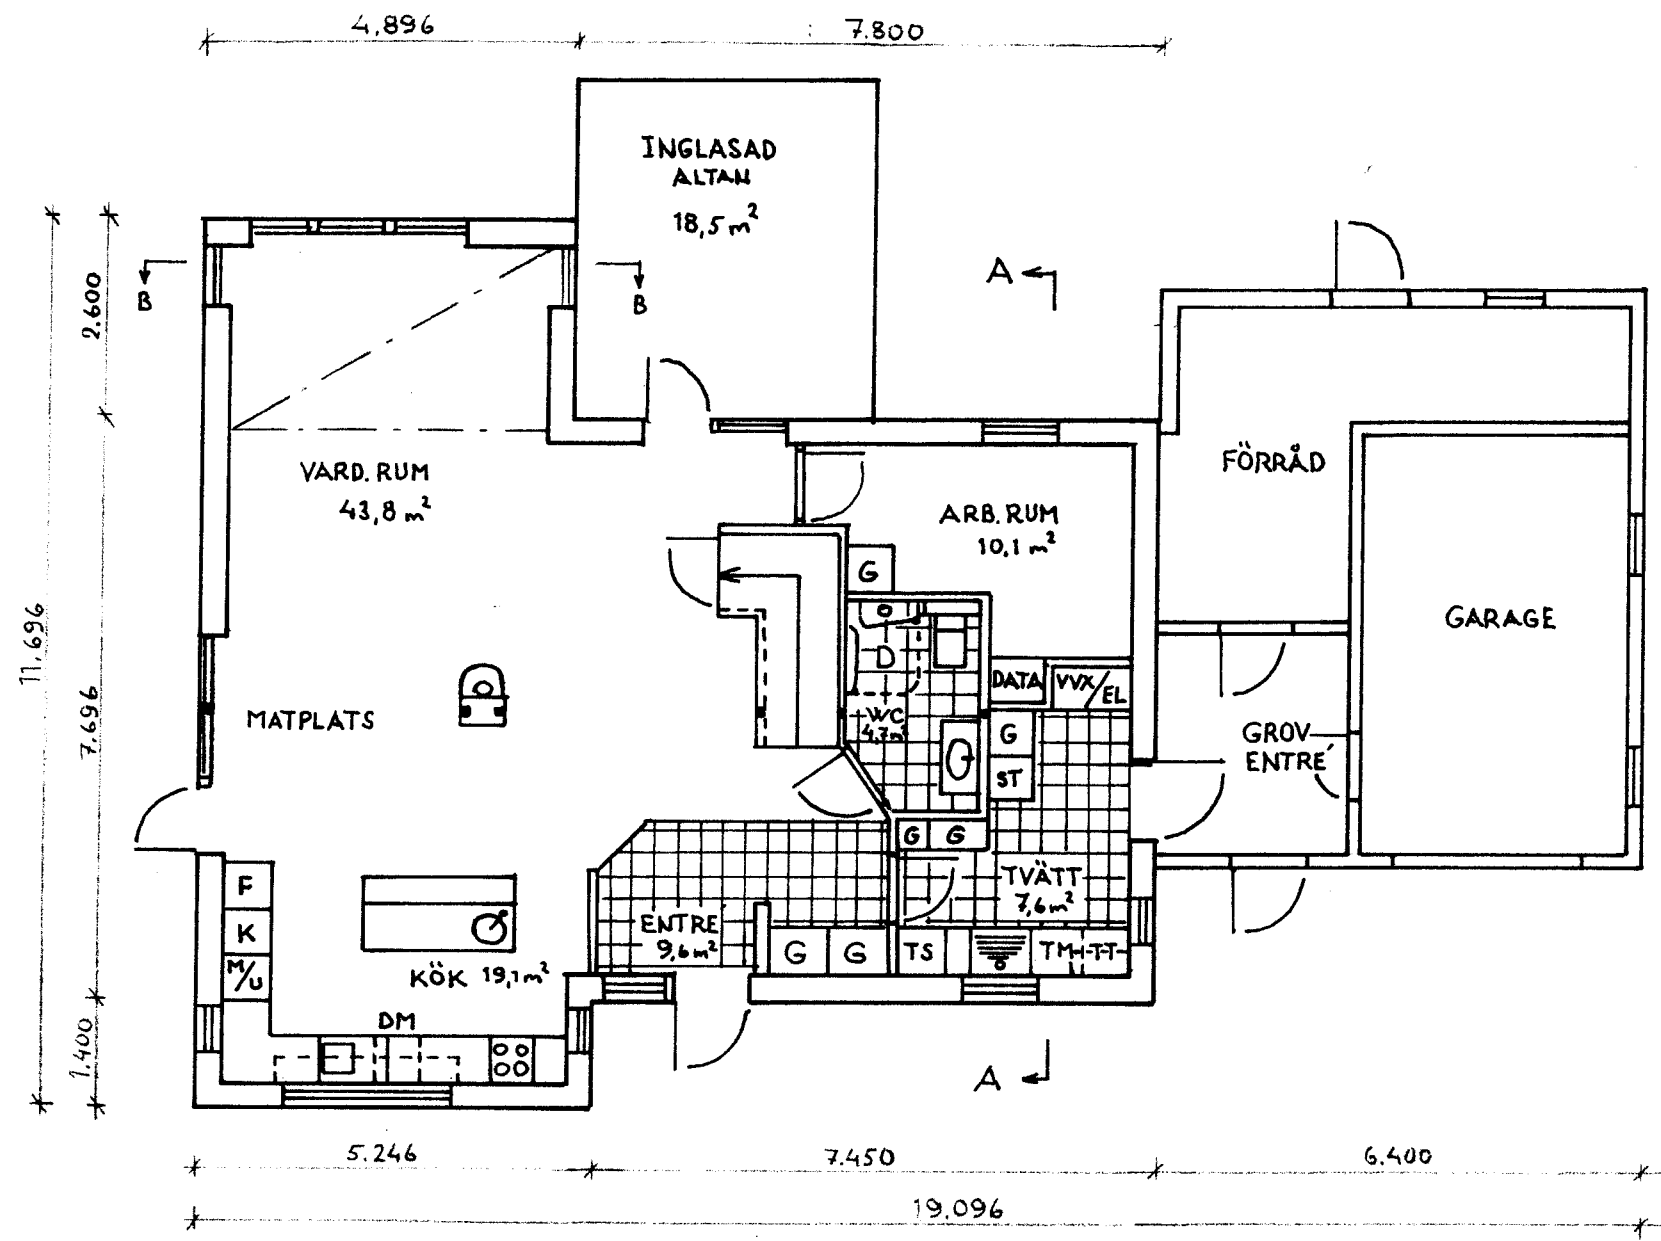 4,896
7.800
INGLASAD
ALTAN
18,5 m²
B
B
A
2.600
VARD. RUM
43,8 m²
FÖRRÅD
ARB. RUM
10,1 m²
G
GARAGE
11,696
7.696
MATPLATS
D
DATA
VVX/EL
WC
4,7 m²
G
ST
GROV
ENTRÉ
G
G
F
K
M/U
ENTRE
9,6 m²
TVÄTT
7,6 m²
G
G
TS
TM
TT
KÖK 19,1 m²
DM
1.400
A
5.246
7.450
6.400
19,096